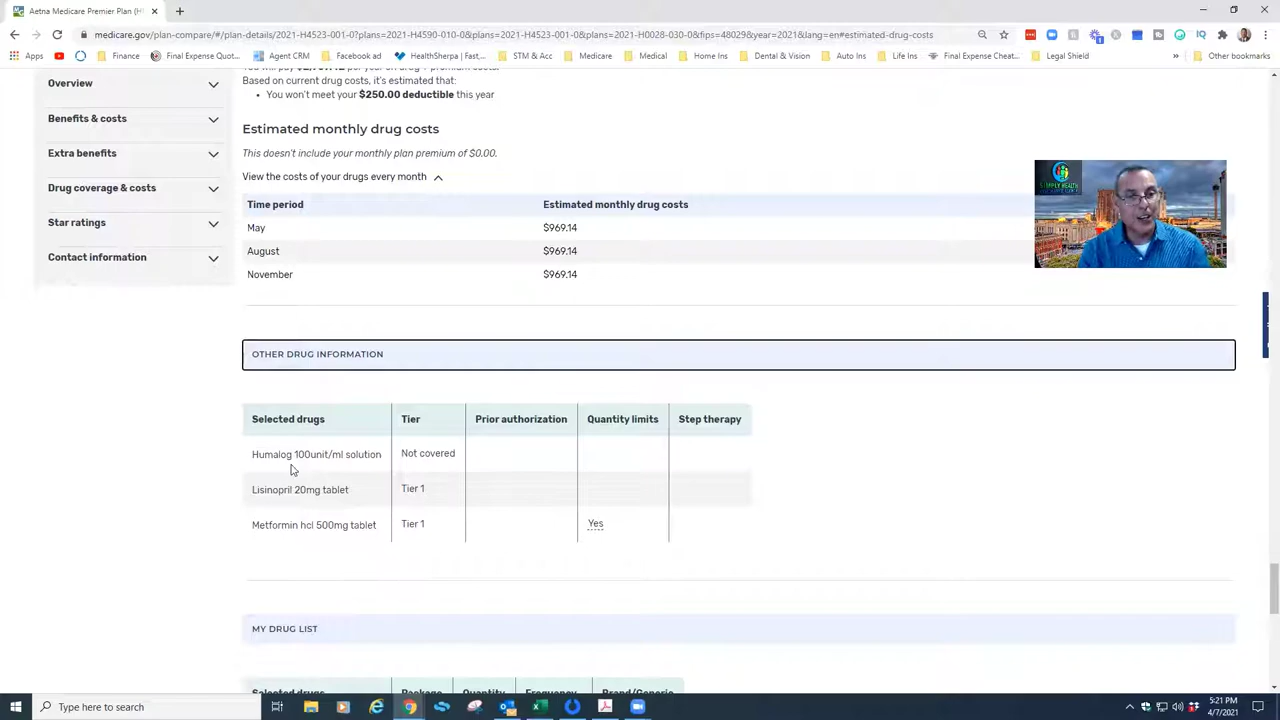 Aetna Medicare Premier Plan (H
medicare.gov/plan-compare/#/plan-details/2021-H4523-001-0?plans=2021-H4590-010-0&plans=2021-H4523-001-0&plans=2021-H0028-030-0&fips=48029&year=2021&lang=en#estimated-drug-costs
Apps Finance Final Expense Quot... Agent CRM Facebook ad HealthSherpa | Fast,... STM & Acc Medicare Home Ins Medical Dental & Vision Auto Ins Life Ins Final Expense Cheat... Legal Shield » Other bookmarks
Overview
Benefits & costs
Extra benefits
Drug coverage & costs
Star ratings
Contact information
Based on current drug costs, it's estimated that:
• You won't meet your $250.00 deductible this year
Estimated monthly drug costs
This doesn't include your monthly plan premium of $0.00.
View the costs of your drugs every month
Time period Estimated monthly drug costs
May $969.14
August $969.14
November $969.14
SIMPLY HEALTH
OTHER DRUG INFORMATION
Selected drugs Tier Prior authorization Quantity limits Step therapy
Humalog 100unit/ml solution Not covered
Lisinopril 20mg tablet Tier 1
Metformin hcl 500mg tablet Tier 1 Yes
MY DRUG LIST
Selected drugs Package Quantity Frequency Brand/Generic
Type here to search
5:21 PM
4/7/2021